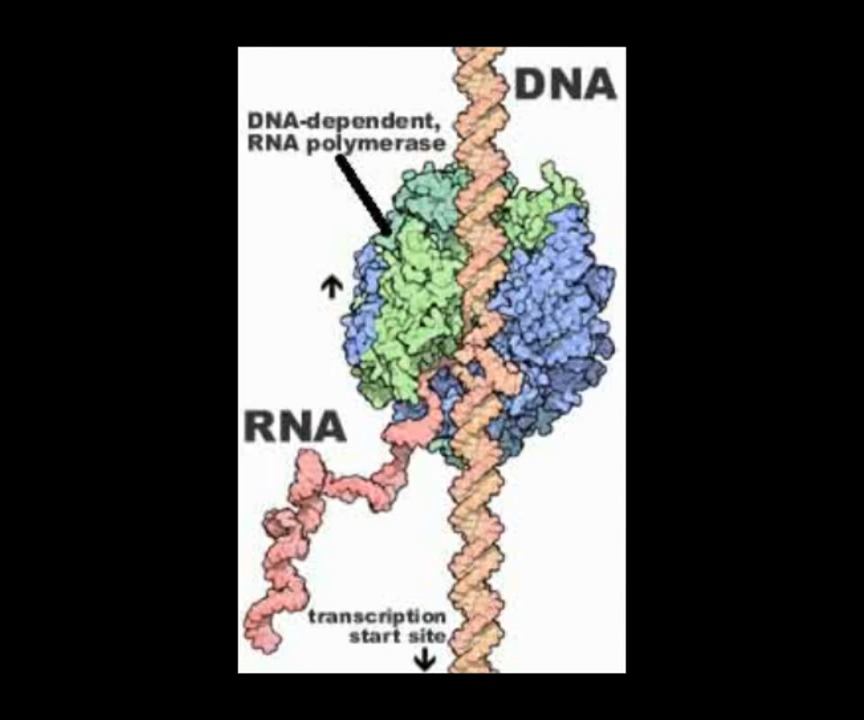 DNA
DNA-dependent,
RNA polymerase
RNA
transcription
start site